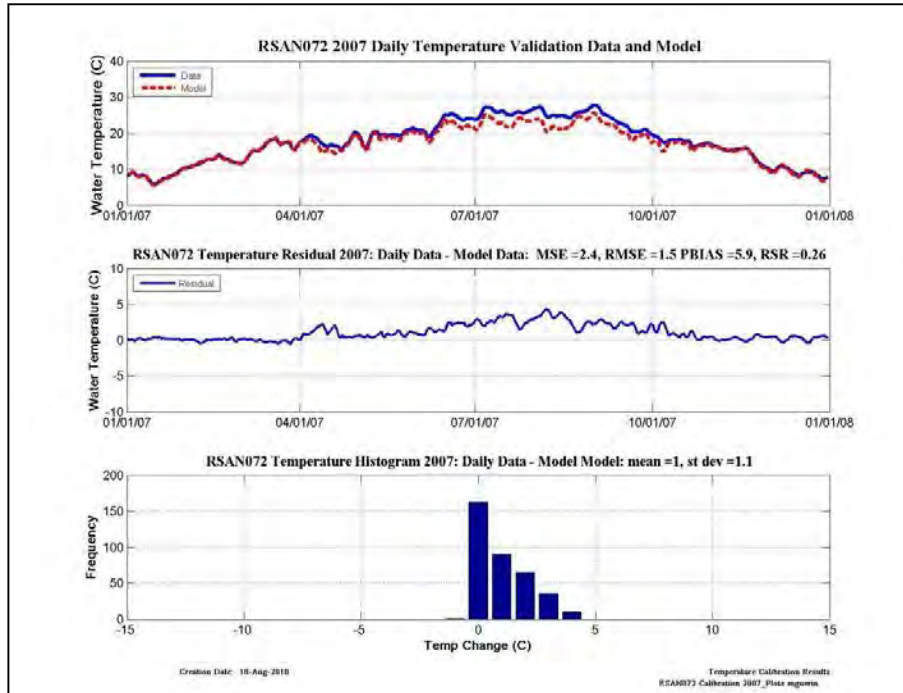 RSAN072 2007 Daily Temperature Validation Data and Model
Water Temperature (C)
40
30
20
10
0
Data
Model
01/01/07 04/01/07 07/01/07 10/01/07 01/01/08
RSAN072 Temperature Residual 2007: Daily Data - Model Data: MSE =2.4, RMSE =1.5 PBIAS =5.9, RSR =0.26
Water Temperature (C)
10
5
0
-5
-10
Residual
01/01/07 04/01/07 07/01/07 10/01/07 01/01/08
RSAN072 Temperature Histogram 2007: Daily Data - Model Model: mean =1, st dev =1.1
Frequency
200
150
100
50
0
-15 -10 -5 0 5 10 15
Temp Change (C)
Creation Date: 18-Aug-2010
Temperature Calibration Results
RSAN072 Calibration 2007_Plots mguerin